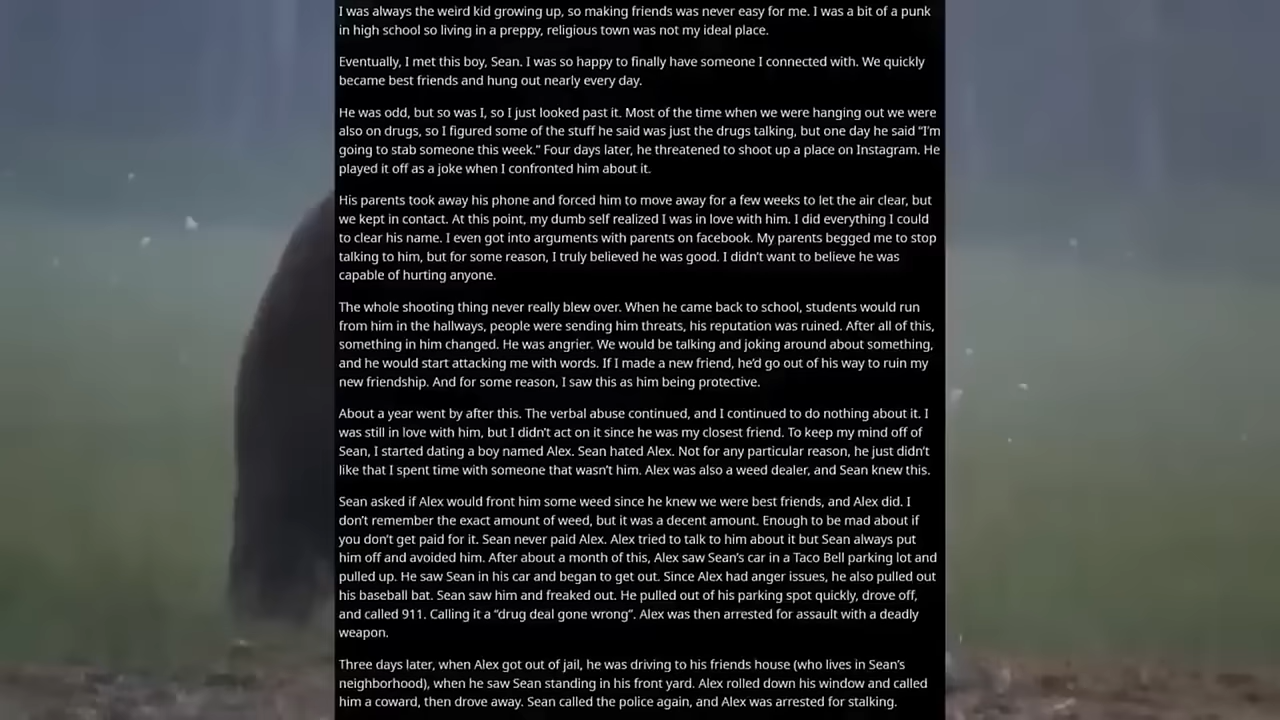 I was always the weird kid growing up, so making friends was never easy for me. I was a bit of a punk
in high school so living in a preppy, religious town was not my ideal place.
Eventually, I met this boy, Sean. I was so happy to finally have someone I connected with. We quickly
became best friends and hung out nearly every day.
He was odd, but so was I, so I just looked past it. Most of the time when we were hanging out we were
also on drugs, so I figured some of the stuff he said was just the drugs talking, but one day he said “I’m
going to stab someone this week.” Four days later, he threatened to shoot up a place on Instagram. He
played it off as a joke when I confronted him about it.
His parents took away his phone and forced him to move away for a few weeks to let the air clear, but
we kept in contact. At this point, my dumb self realized I was in love with him. I did everything I could
to clear his name. I even got into arguments with parents on facebook. My parents begged me to stop
talking to him, but for some reason, I truly believed he was good. I didn’t want to believe he was
capable of hurting anyone.
The whole shooting thing never really blew over. When he came back to school, students would run
from him in the hallways, people were sending him threats, his reputation was ruined. After all of this,
something in him changed. He was angrier. We would be talking and joking around about something,
and he would start attacking me with words. If I made a new friend, he’d go out of his way to ruin my
new friendship. And for some reason, I saw this as him being protective.
About a year went by after this. The verbal abuse continued, and I continued to do nothing about it. I
was still in love with him, but I didn’t act on it since he was my closest friend. To keep my mind off of
Sean, I started dating a boy named Alex. Sean hated Alex. Not for any particular reason, he just didn’t
like that I spent time with someone that wasn’t him. Alex was also a weed dealer, and Sean knew this.
Sean asked if Alex would front him some weed since he knew we were best friends, and Alex did. I
don’t remember the exact amount of weed, but it was a decent amount. Enough to be mad about if
you don’t get paid for it. Sean never paid Alex. Alex tried to talk to him about it but Sean always put
him off and avoided him. After about a month of this, Alex saw Sean’s car in a Taco Bell parking lot and
pulled up. He saw Sean in his car and began to get out. Since Alex had anger issues, he also pulled out
his baseball bat. Sean saw him and freaked out. He pulled out of his parking spot quickly, drove off,
and called 911. Calling it a “drug deal gone wrong”. Alex was then arrested for assault with a deadly
weapon.
Three days later, when Alex got out of jail, he was driving to his friends house (who lives in Sean’s
neighborhood), when he saw Sean standing in his front yard. Alex rolled down his window and called
him a coward, then drove away. Sean called the police again, and Alex was arrested for stalking.